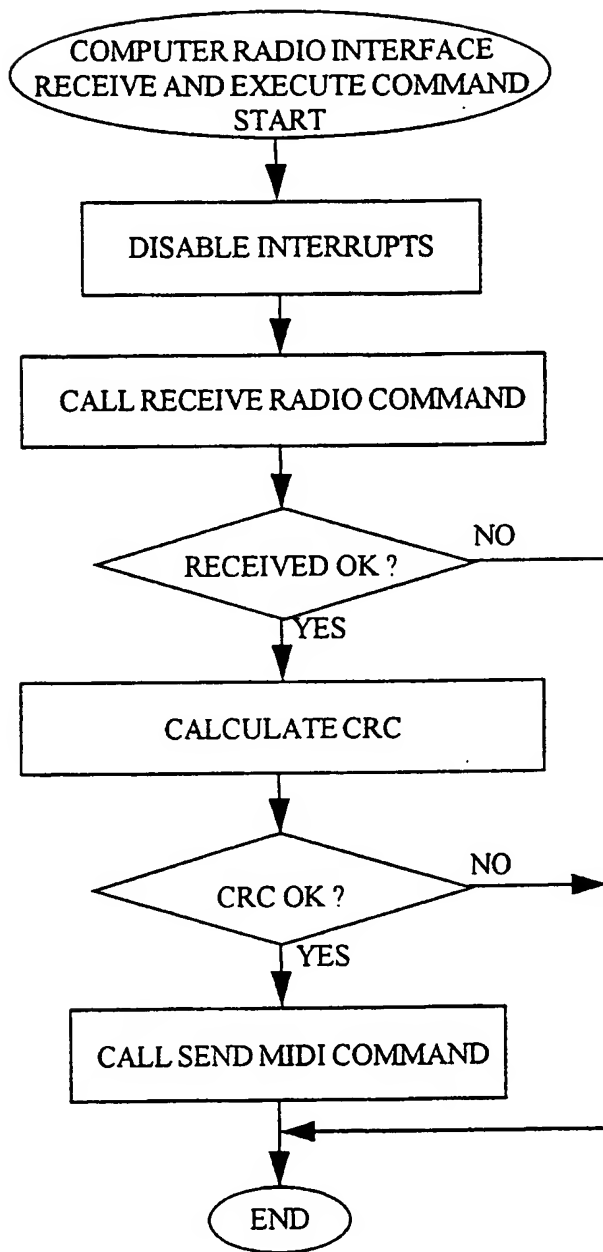 COMPUTER RADIO INTERFACE
RECEIVE AND EXECUTE COMMAND
START
DISABLE INTERRUPTS
CALL RECEIVE RADIO COMMAND
RECEIVED OK ?
NO
YES
CALCULATE CRC
CRC OK ?
NO
YES
CALL SEND MIDI COMMAND
END